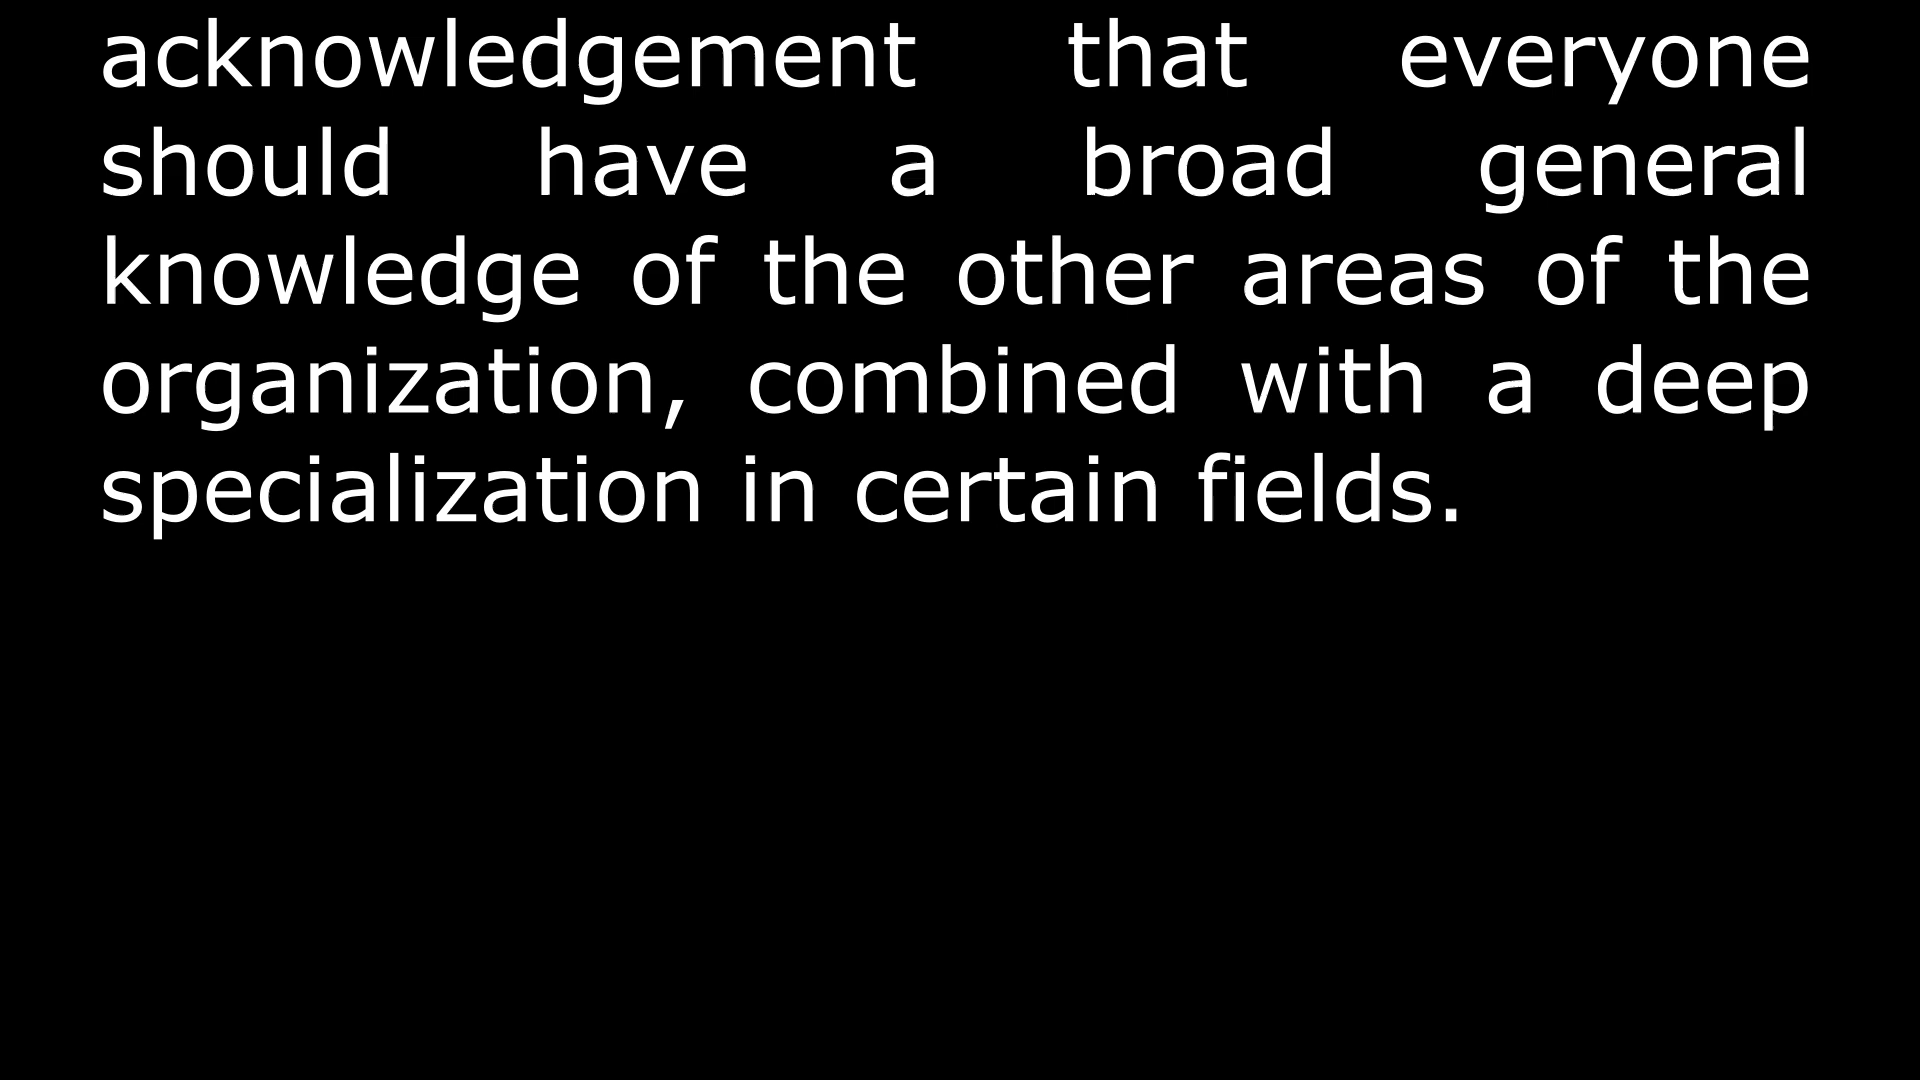 acknowledgement that everyone
should have a broad general
knowledge of the other areas of the
organization, combined with a deep
specialization in certain fields.